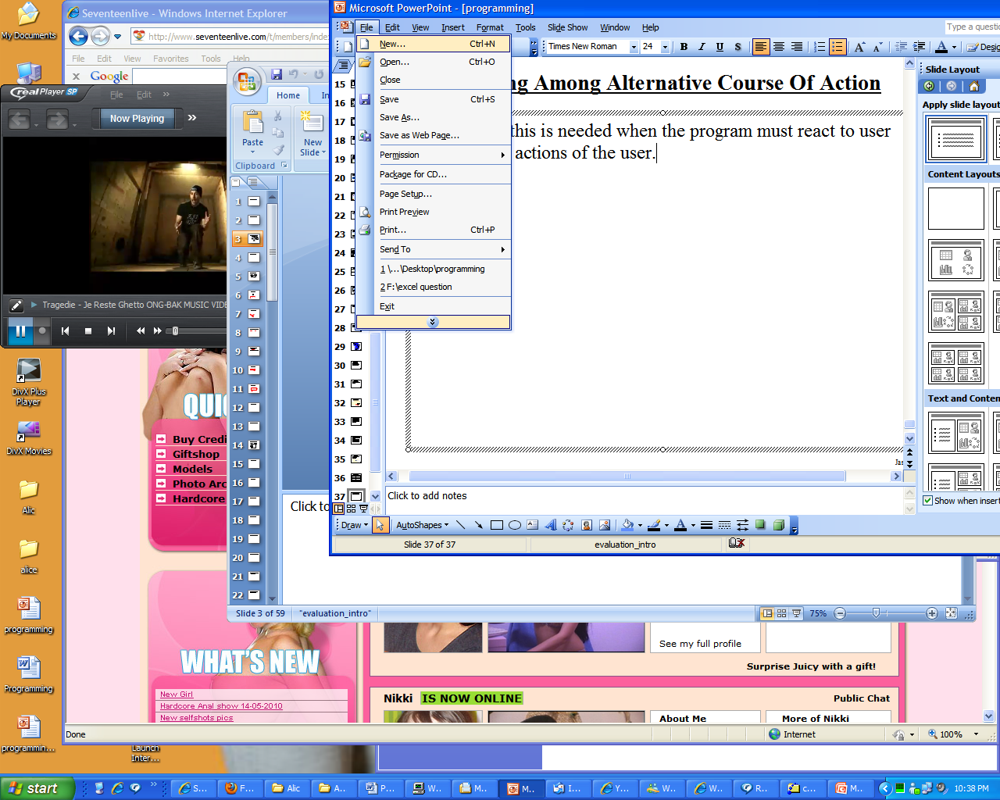 My Documents
Seventeenlive - Windows Internet Explorer
http://www.seventeenlive.com/t/members/inde
File Edit View Favorites Tools Help
X Google
realPlayer SP File Edit »
Now Playing »
Tragedie - Je Reste Ghetto ONG-BAK MUSIC VIDE
DivX Plus
Player
DivX Movies
Alic
alice
programming
Programming
programmin...
Launch
Inter...
QUIC
Buy Credi
Giftshop
Models
Photo Arc
Hardcore
WHAT'S NEW
New Girl
Hardcore Anal show 14-05-2010
New selfshots pics
Home In
Paste
New
Slide
Clipboard
1
2
3
4
5
6
7
8
9
10
11
12
13
14
15
16
17
18
19
20
21
22
Click to
Slide 3 of 59 "evaluation_intro" 75%
Microsoft PowerPoint - [programming]
File Edit View Insert Format Tools Slide Show Window Help
Type a questi
Times New Roman 24 B I U S A A A Desig
New... Ctrl+N
Open... Ctrl+O
Close
Save Ctrl+S
Save As...
Save as Web Page...
Permission
Package for CD...
Page Setup...
Print Preview
Print... Ctrl+P
Send To
1 \...\Desktop\programming
2 F:\excel question
Exit
15
16
17
18
19
20
21
22
23
24
25
26
27
28
29
30
31
32
33
34
35
36
37
ng Among Alternative Course Of Action
this is needed when the program must react to user
actions of the user.
Jas
Click to add notes
Draw AutoShapes
Slide 37 of 37 evaluation_intro
Slide Layout
Apply slide layout
Content Layouts
Text and Conten
Show when insert
See my full profile
Surprise Juicy with a gift!
Nikki IS NOW ONLINE Public Chat
About Me More of Nikki
Done Internet 100%
start S... F... Alic A... P... W... M... M... I... Y... W... W... R... c... M... 10:38 PM